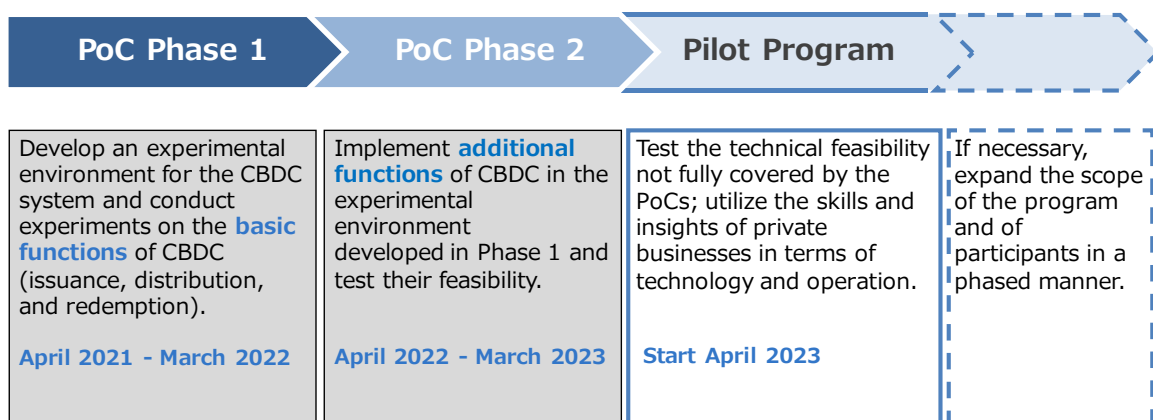 PoC Phase 1
PoC Phase 2
Pilot Program
Develop an experimental
environment for the CBDC
system and conduct
experiments on the basic
functions of CBDC
(issuance, distribution,
and redemption).
April 2021 - March 2022
Implement additional
functions of CBDC in the
experimental
environment
developed in Phase 1 and
test their feasibility.
April 2022 - March 2023
Test the technical feasibility
not fully covered by the
PoCs; utilize the skills and
insights of private
businesses in terms of
technology and operation.
Start April 2023
If necessary,
expand the scope
of the program
and of
participants in a
phased manner.